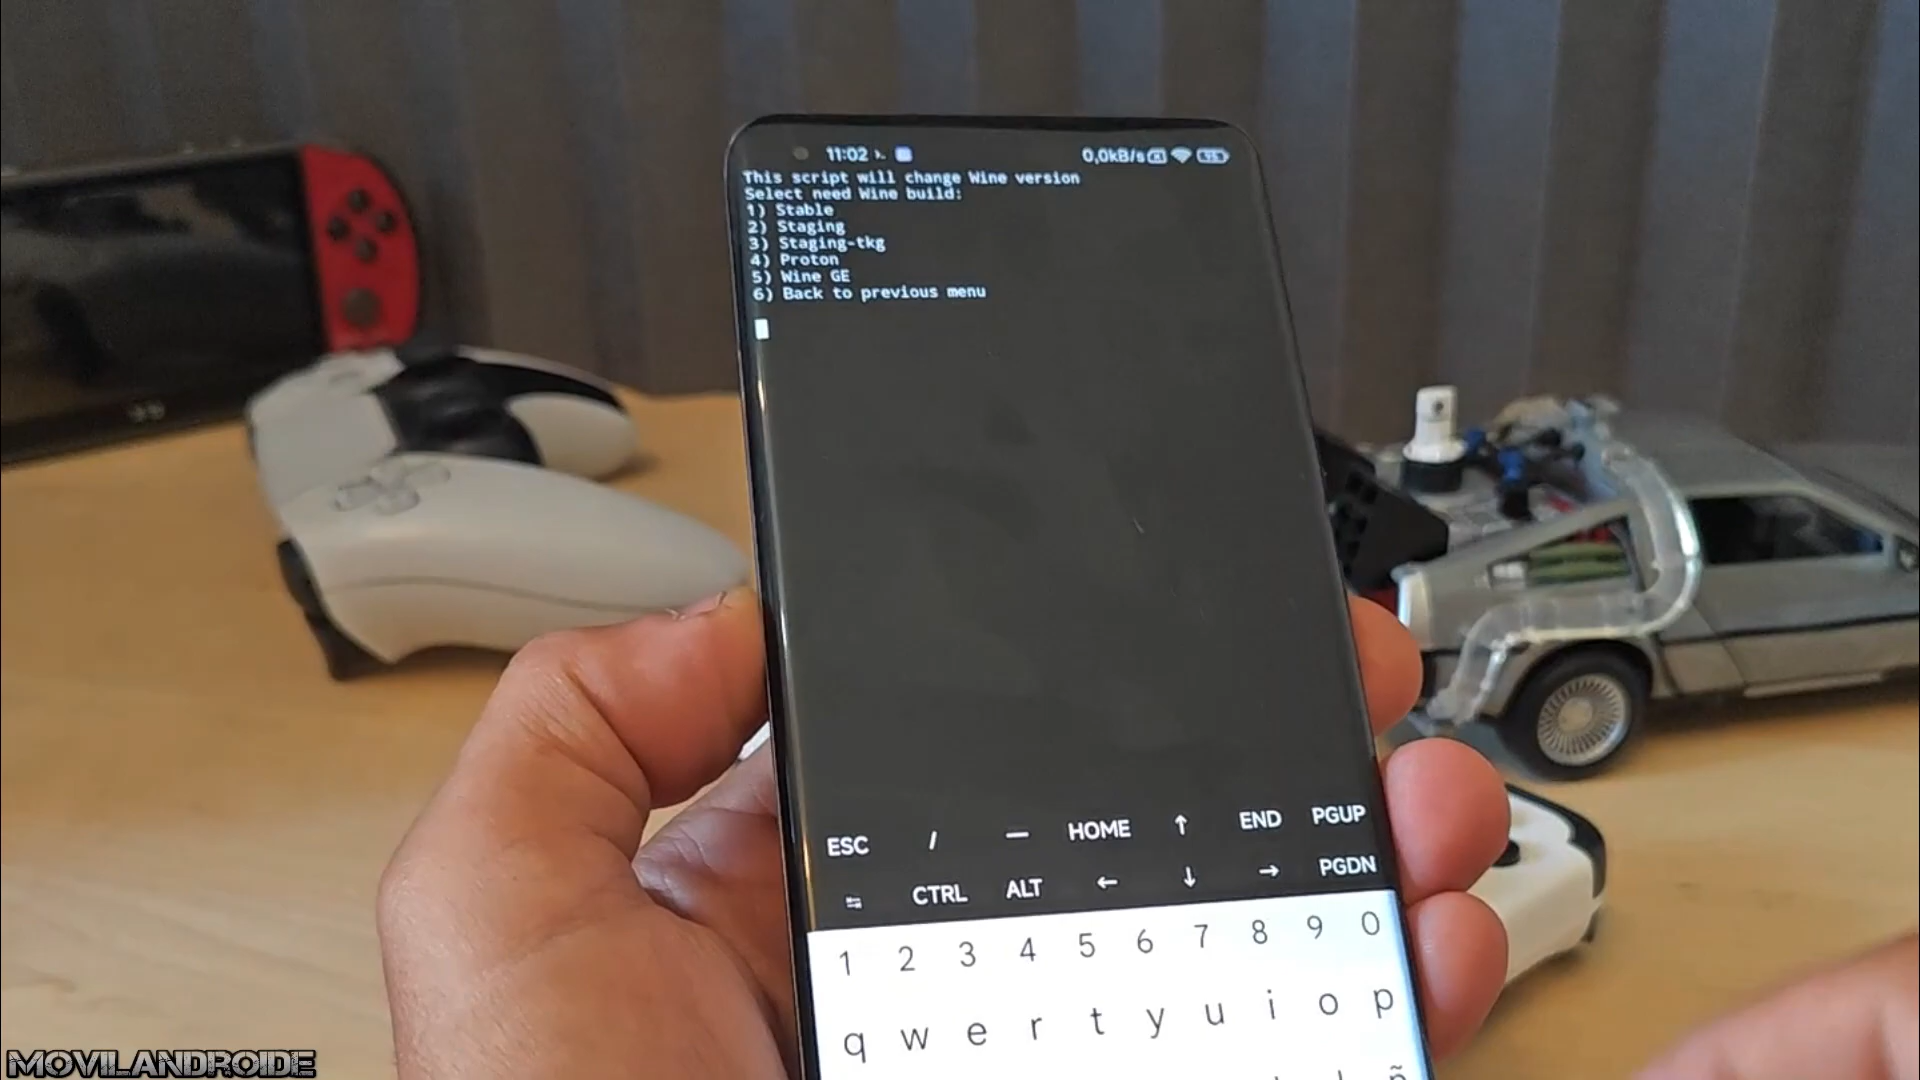 11:02
0,0kB/s
95
This script will change Wine version
Select need Wine build:
1) Stable
2) Staging
3) Staging-tkg
4) Proton
5) Wine GE
6) Back to previous menu
ESC / — HOME ↑ END PGUP
↹ CTRL ALT ← ↓ → PGDN
1 2 3 4 5 6 7 8 9 0
q w e r t y u i o p
ñ
MOVILANDROIDE